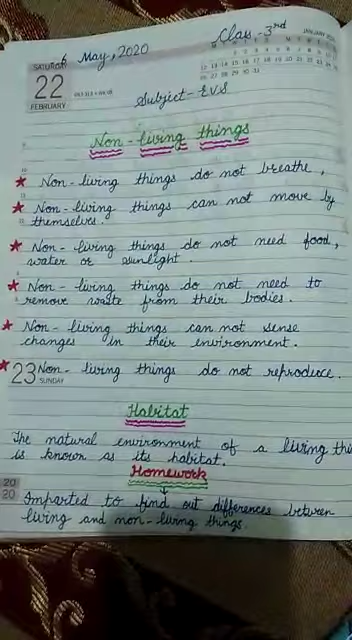 6 May, 2020
Class - 3rd
JANUARY
SATURDAY
22
FEBRUARY
Subject - EVS
Non-living things
★ Non-living things do not breathe,
★ Non-living things can not move by
themselves.
★ Non-living things do not need food,
water or sunlight.
★ Non-living things do not need to
remove waste from their bodies.
★ Non-living things can not sense
changes in their environment.
★ 23 Non-living things do not reproduce.
SUNDAY
Habitat
The natural environment of a living
is known as its habitat.
Homework
20
20
Imparted to find out differences between
living and non-living things.